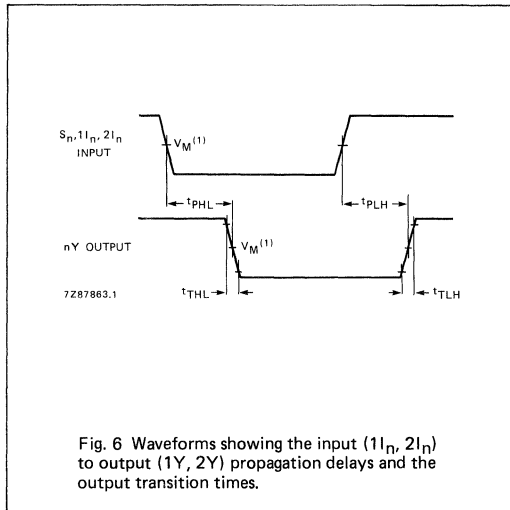 Sn, 1In, 2In
INPUT
VM(1)
tPHL
tPLH
nY OUTPUT
VM(1)
7Z87863.1
tTHL
tTLH
Fig. 6 Waveforms showing the input (1In, 2In)
to output (1Y, 2Y) propagation delays and the
output transition times.